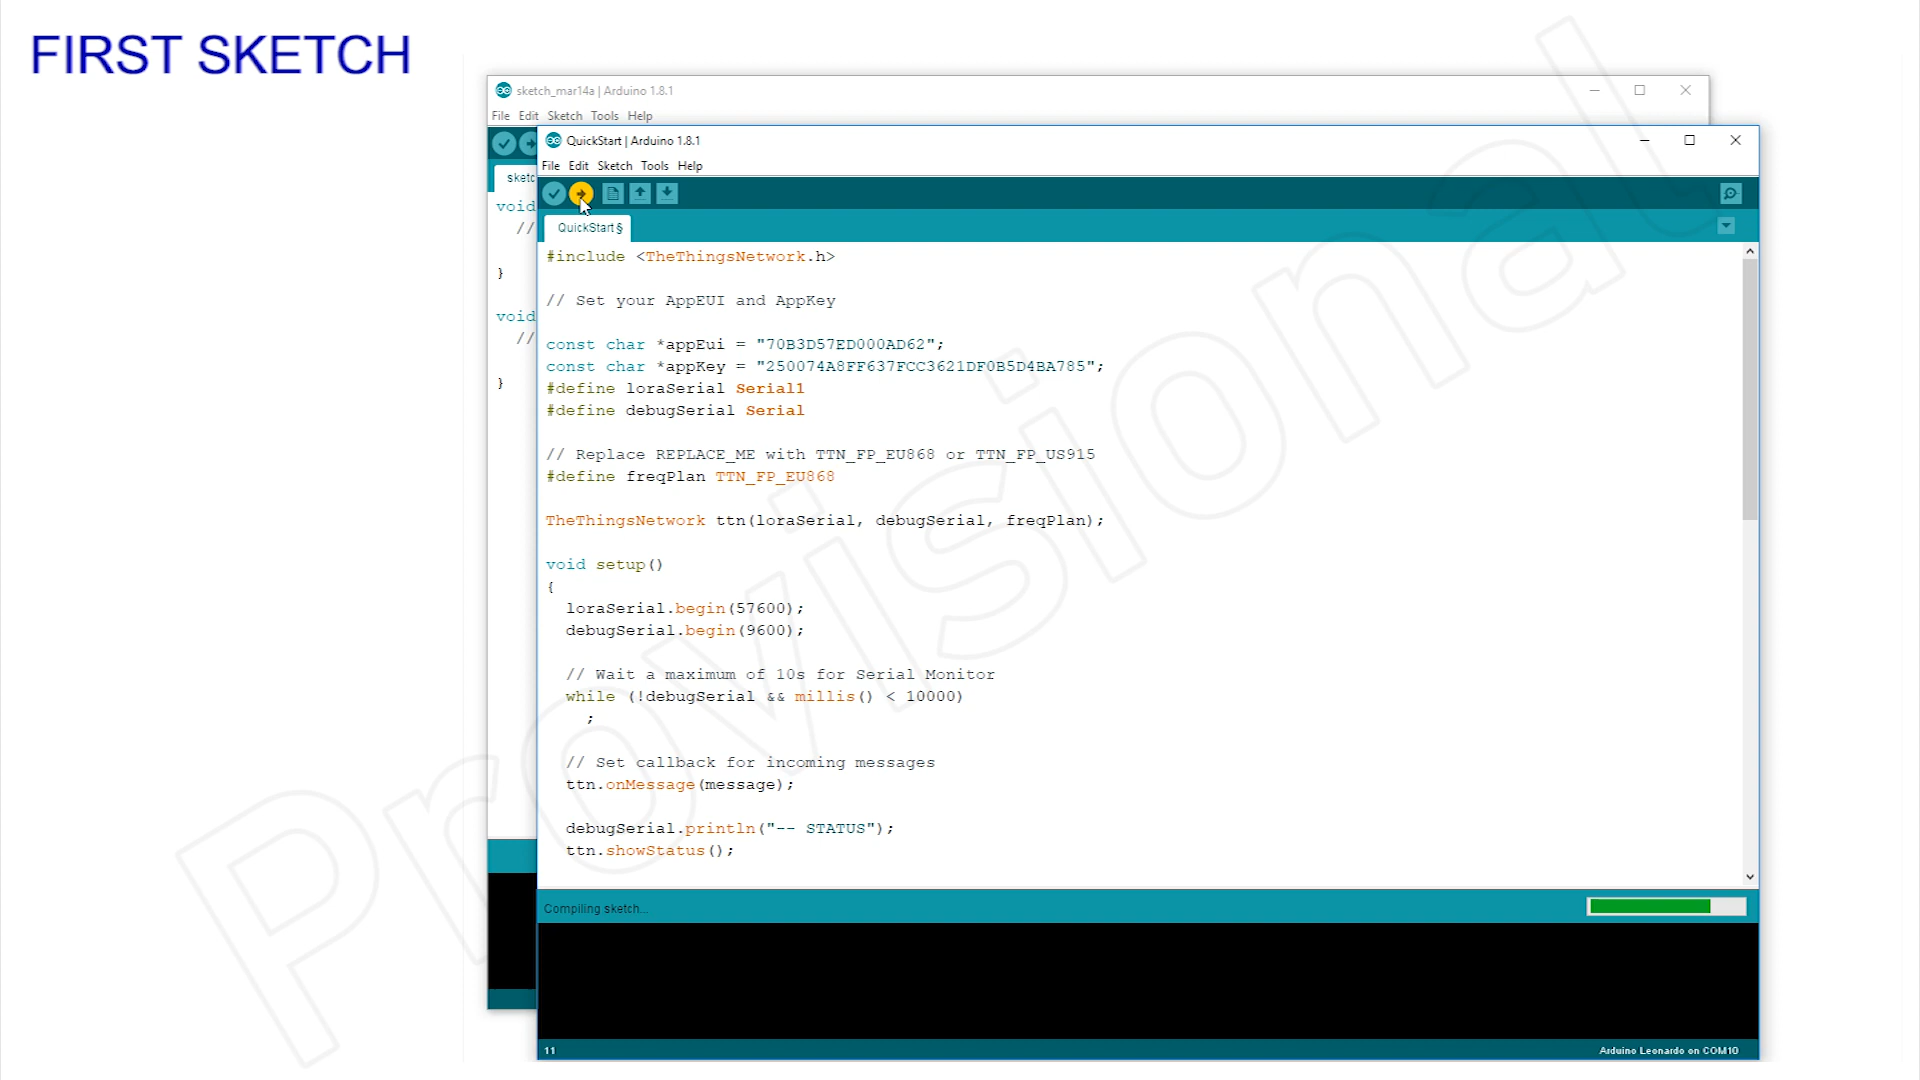 FIRST SKETCH
sketch_mar14a | Arduino 1.8.1
File Edit Sketch Tools Help
QuickStart | Arduino 1.8.1
File Edit Sketch Tools Help
sketc
QuickStart§
void
//
}
void
//
}
#include <TheThingsNetwork.h>
// Set your AppEUI and AppKey
const char *appEui = "70B3D57ED000AD62";
const char *appKey = "250074A8FF637FCC3621DF0B5D4BA785";
#define loraSerial Serial1
#define debugSerial Serial
// Replace REPLACE_ME with TTN_FP_EU868 or TTN_FP_US915
#define freqPlan TTN_FP_EU868
TheThingsNetwork ttn(loraSerial, debugSerial, freqPlan);
void setup()
{
loraSerial.begin(57600);
debugSerial.begin(9600);
// Wait a maximum of 10s for Serial Monitor
while (!debugSerial && millis() < 10000)
;
// Set callback for incoming messages
ttn.onMessage(message);
debugSerial.println("-- STATUS");
ttn.showStatus();
Compiling sketch...
11
Arduino Leonardo on COM10
Provisional